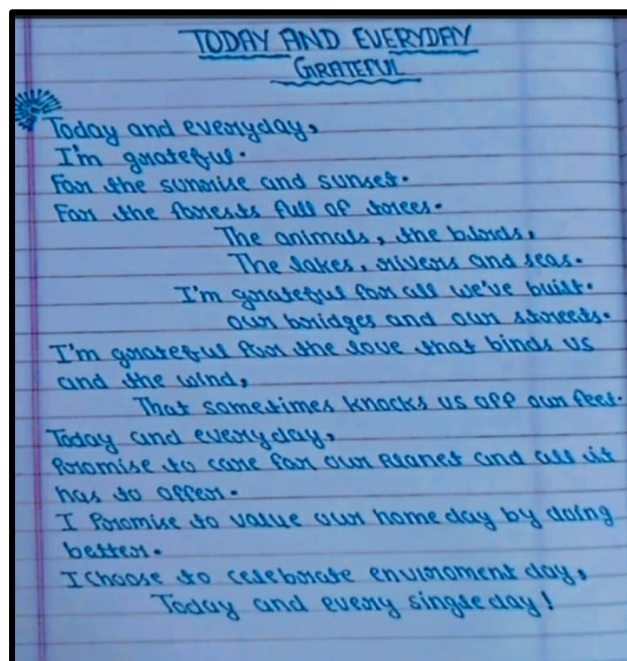 TODAY AND EVERYDAY
GRATEFUL
Today and everyday,
I'm grateful.
For the sunrise and sunset.
For the forests full of trees.
The animals, the birds,
The lakes, rivers and seas.
I'm grateful for all we've built.
our bridges and our streets.
I'm grateful for the love that binds us
and the wind,
That sometimes knocks us off our feet.
Today and everyday,
Promise to care for our Planet and all it
has to offer.
I Promise to value our home day by doing
better.
I Choose to celebrate enviroment day,
Today and every single day!